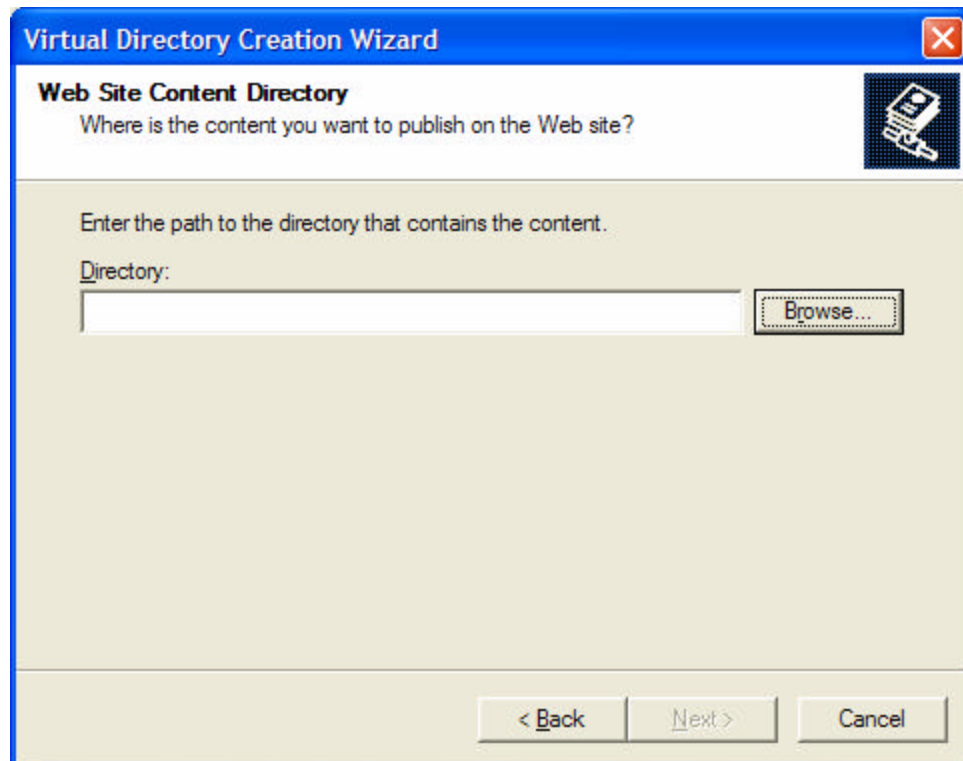 Virtual Directory Creation Wizard
Web Site Content Directory
Where is the content you want to publish on the Web site?
Enter the path to the directory that contains the content.
Directory:
Browse...
< Back Next > Cancel